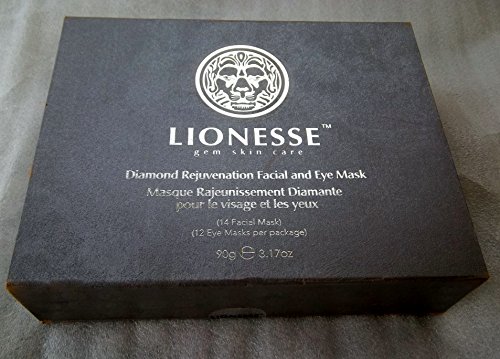 LIONESSE™
gem skin care
Diamond Rejuvenation Facial and Eye Mask
Masque Rajeunissement Diamante
pour le visage et les yeux
(14 Facial Mask)
(12 Eye Masks per package)
90g ℮ 3.17oz